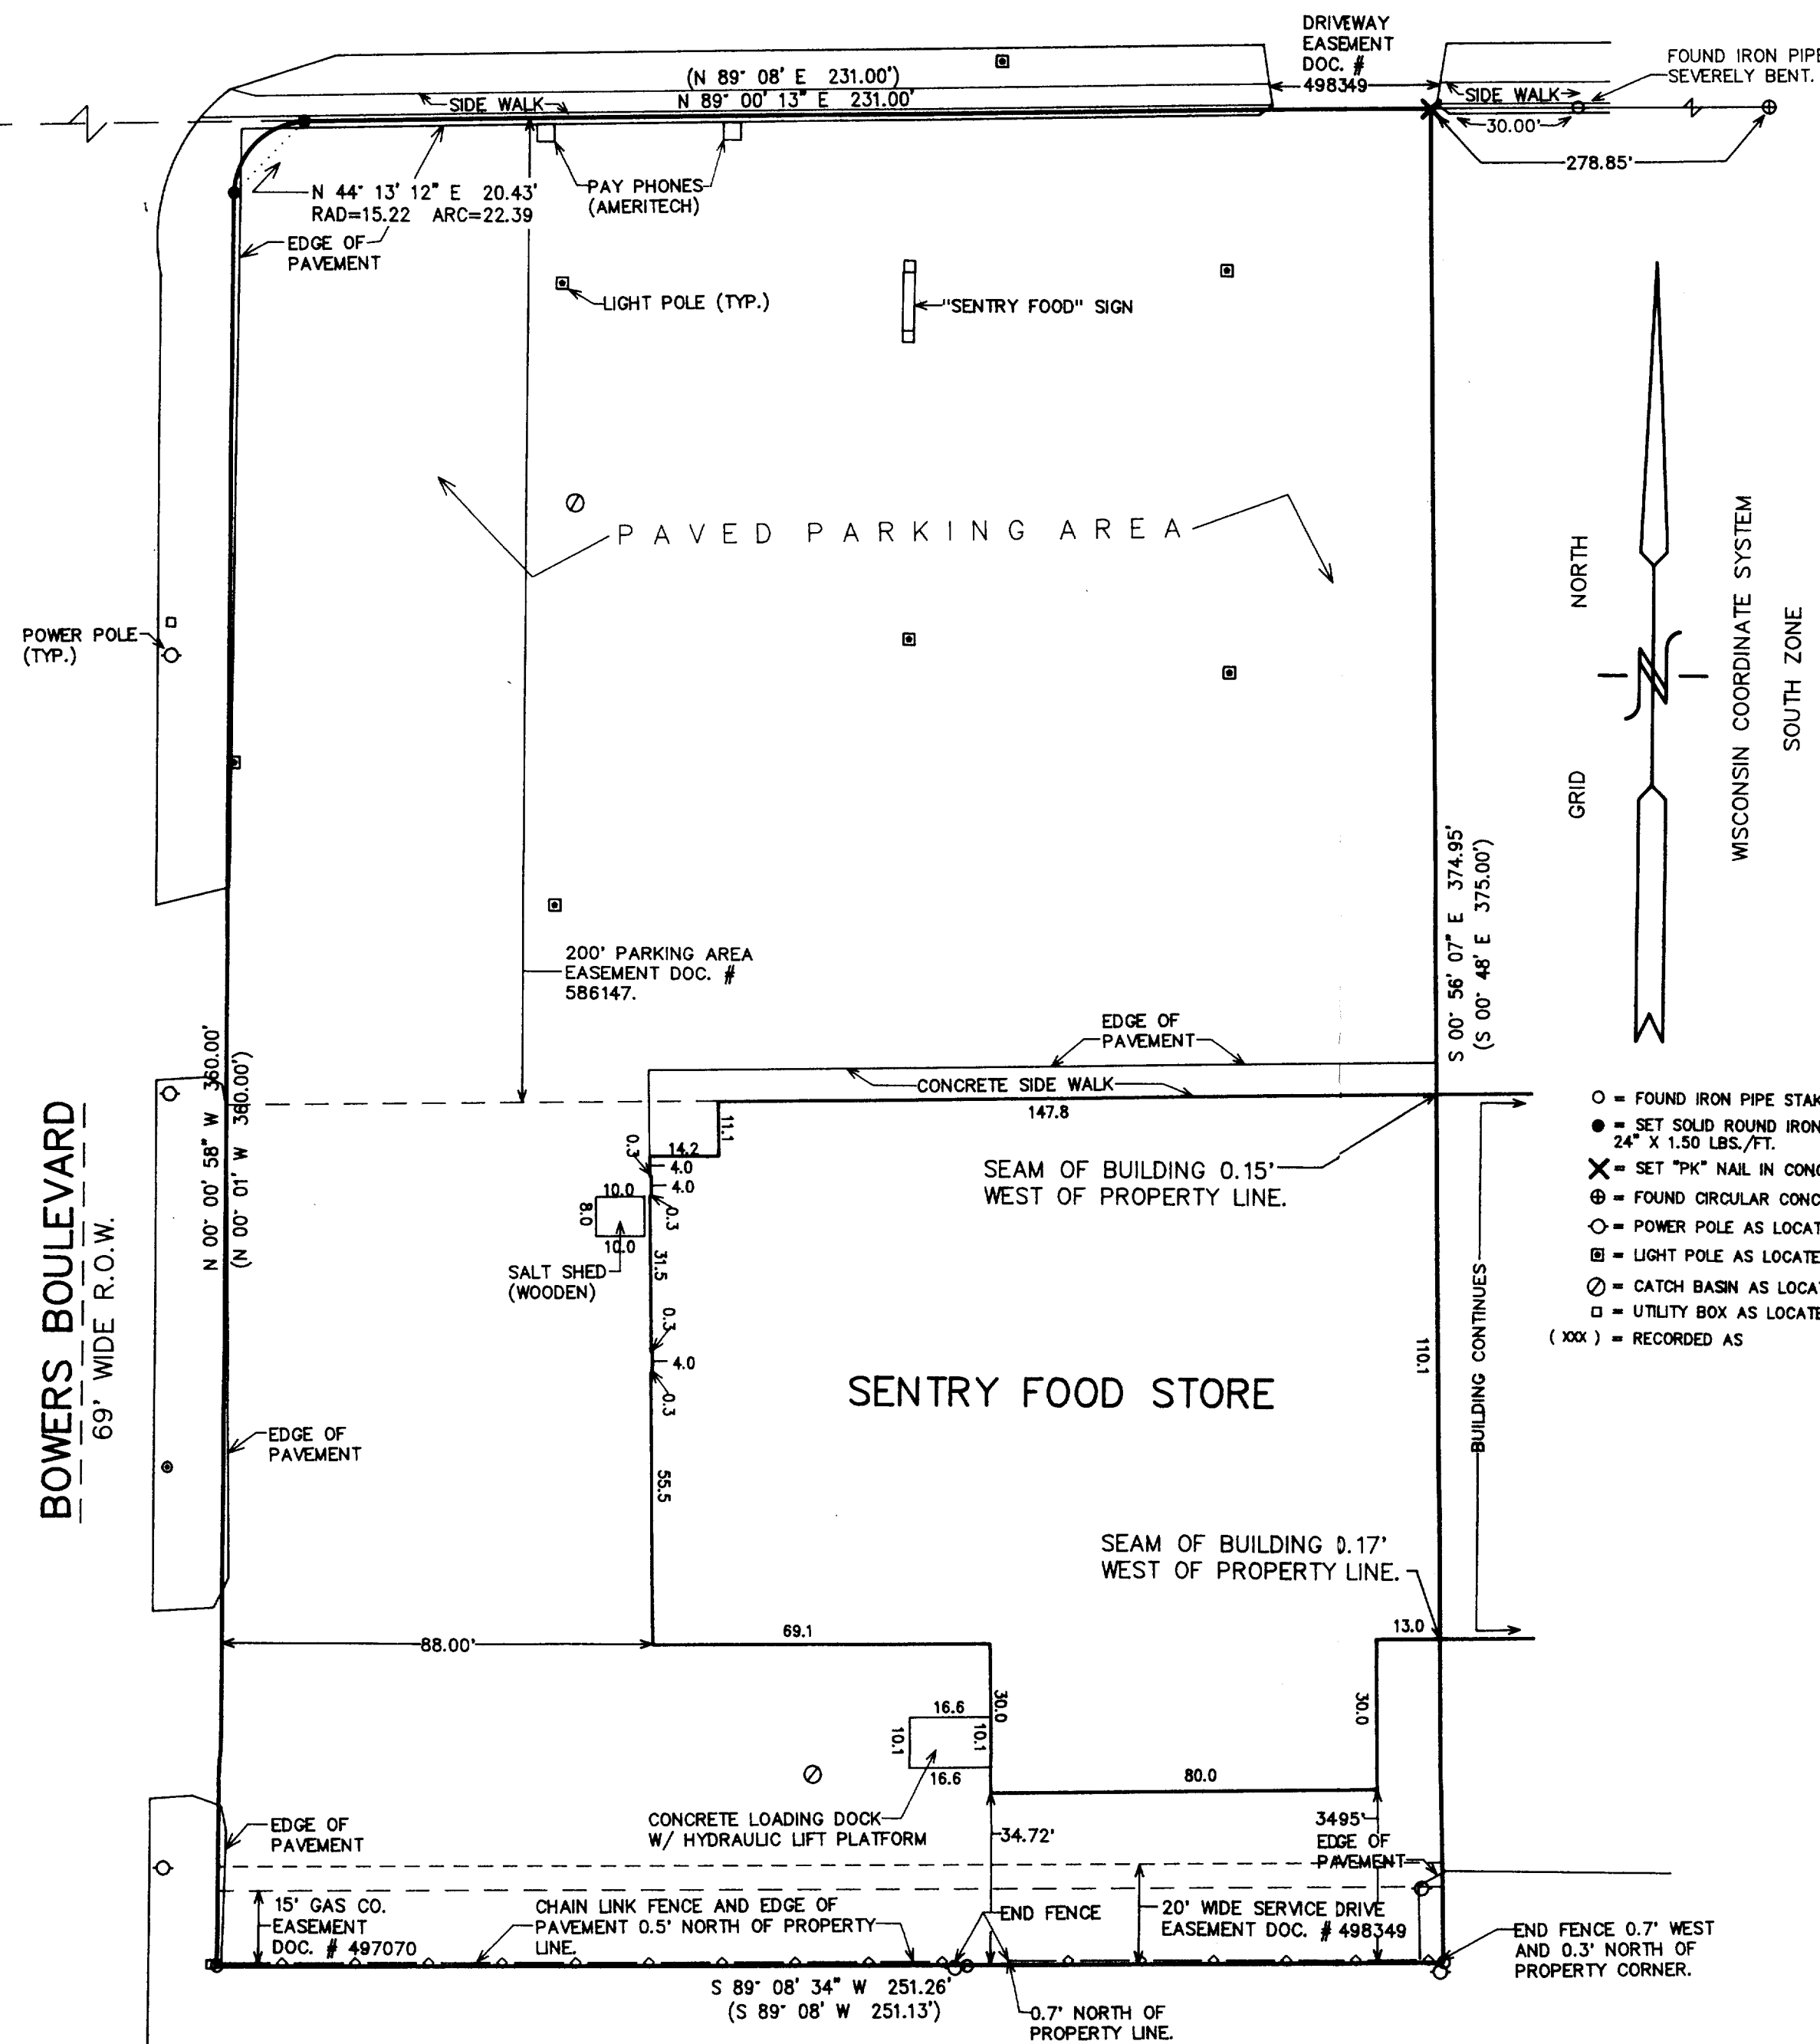 DRIVEWAY
EASEMENT
DOC. #
498349
FOUND IRON PIPE
SEVERELY BENT.
(N 89° 08' E 231.00')
N 89° 00' 13" E 231.00'
SIDE WALK
SIDE WALK
30.00'
278.85'
N 44° 13' 12" E 20.43'
RAD=15.22 ARC=22.39
PAY PHONES
(AMERITECH)
EDGE OF
PAVEMENT
LIGHT POLE (TYP.)
"SENTRY FOOD" SIGN
PAVED PARKING AREA
POWER POLE
(TYP.)
NORTH
GRID
WISCONSIN COORDINATE SYSTEM
SOUTH ZONE
S 00° 56' 07" E 374.95'
(S 00° 48' E 375.00')
200' PARKING AREA
EASEMENT DOC. #
586147.
N 00° 00' 58" W 360.00'
(N 00° 01' W 360.00')
BOWERS BOULEVARD
69' WIDE R.O.W.
EDGE OF
PAVEMENT
CONCRETE SIDE WALK
147.8
11.1
14.2
0.3
4.0
4.0
0.3
10.0
8.0
10.0
31.5
SALT SHED
(WOODEN)
0.3
4.0
0.3
55.5
SEAM OF BUILDING 0.15'
WEST OF PROPERTY LINE.
110.1
BUILDING CONTINUES
O = FOUND IRON PIPE STAK
● = SET SOLID ROUND IRON
24" X 1.50 LBS./FT.
X = SET "PK" NAIL IN CONC
⊕ = FOUND CIRCULAR CONC
= POWER POLE AS LOCAT
= LIGHT POLE AS LOCATE
= CATCH BASIN AS LOCAT
□ = UTILITY BOX AS LOCATE
( XXX ) = RECORDED AS
SENTRY FOOD STORE
EDGE OF
PAVEMENT
SEAM OF BUILDING 0.17'
WEST OF PROPERTY LINE.
88.00'
69.1
13.0
30.0
30.0
16.6
10.1
10.1
16.6
80.0
CONCRETE LOADING DOCK
W/ HYDRAULIC LIFT PLATFORM
34.72'
3495'
EDGE OF
PAVEMENT
EDGE OF
PAVEMENT
15' GAS CO.
EASEMENT
DOC. # 497070
CHAIN LINK FENCE AND EDGE OF
PAVEMENT 0.5' NORTH OF PROPERTY
LINE.
END FENCE
20' WIDE SERVICE DRIVE
EASEMENT DOC. # 498349
END FENCE 0.7' WEST
AND 0.3' NORTH OF
PROPERTY CORNER.
S 89° 08' 34" W 251.26'
(S 89° 08' W 251.13')
0.7' NORTH OF
PROPERTY LINE.